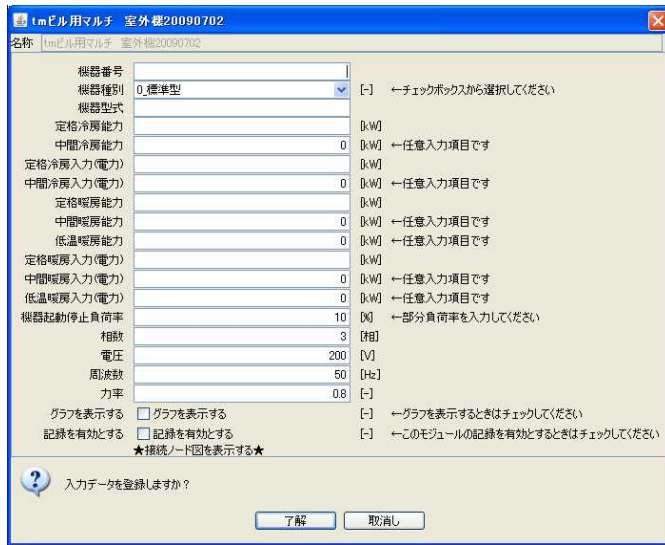 tmビル用マルチ 室外機20090702
名称 tmビル用マルチ 室外機20090702
機器番号
機器種別 0_標準型 [-] ←チェックボックスから選択してください
機器型式
定格冷房能力 [kW]
中間冷房能力 0 [kW] ←任意入力項目です
定格冷房入力(電力) [kW]
中間冷房入力(電力) 0 [kW] ←任意入力項目です
定格暖房能力 [kW]
中間暖房能力 0 [kW] ←任意入力項目です
低温暖房能力 0 [kW] ←任意入力項目です
定格暖房入力(電力) [kW]
中間暖房入力(電力) 0 [kW] ←任意入力項目です
低温暖房入力(電力) 0 [kW] ←任意入力項目です
機器起動停止負荷率 10 [%] ←部分負荷率を入力してください
相数 3 [相]
電圧 200 [V]
周波数 50 [Hz]
力率 0.8 [-]
グラフを表示する グラフを表示する [-] ←グラフを表示するときはチェックしてください
記録を有効とする 記録を有効とする [-] ←このモジュールの記録を有効とするときはチェックしてください
★接続ノード図を表示する★
入力データを登録しますか?
了解 取消し